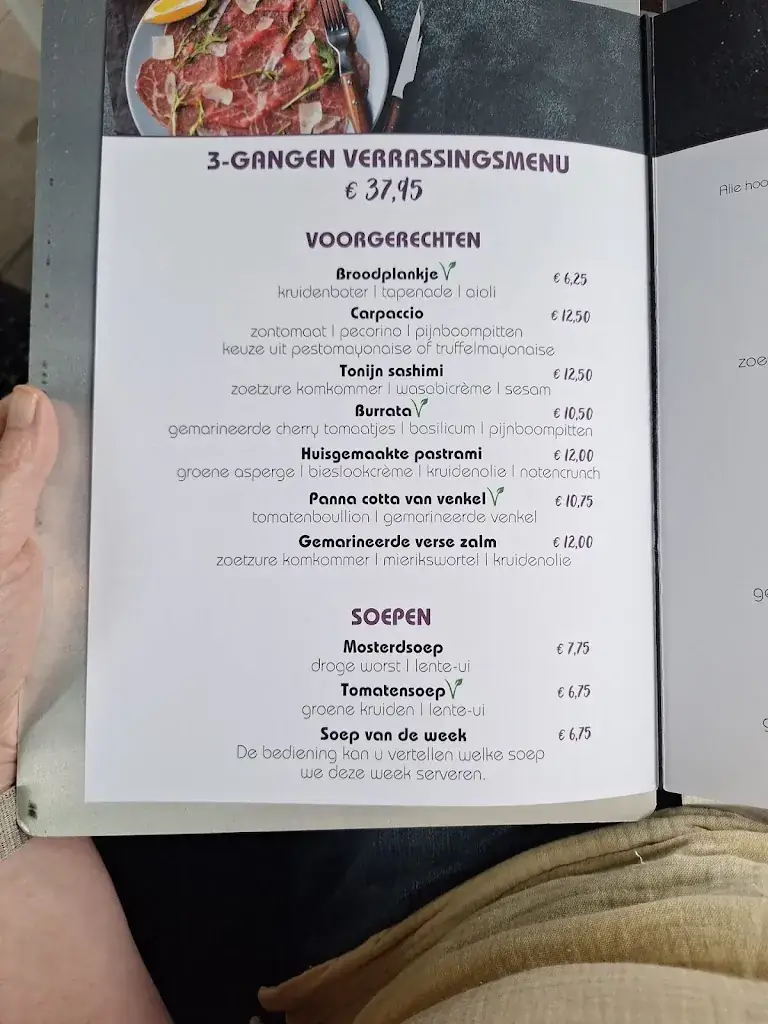 3-GANGEN VERRASSINGSMENU
€ 37,95
VOORGERECHTEN
Broodplankje € 6,25
kruidenboter | tapenade | aioli
Carpaccio € 12,50
zontomaat | pecorino | pijnboompitten
keuze uit pestomayonaise of truffelmayonaise
Tonijn sashimi € 12,50
zoetzure komkommer | wasabicrème | sesam
Burrata € 10,50
gemarineerde cherry tomaatjes | basilicum | pijnboompitten
Huisgemaakte pastrami € 12,00
groene asperge | bieslookcrème | kruidenolie | notencrunch
Panna cotta van venkel € 10,75
tomatenboullion | gemarineerde venkel
Gemarineerde verse zalm € 12,00
zoetzure komkommer | mierikswortel | kruidenolie
SOEPEN
Mosterdsoep € 7,75
droge worst | lente-ui
Tomatensoep € 6,75
groene kruiden | lente-ui
Soep van de week € 6,75
De bediening kan u vertellen welke soep
we deze week serveren.
Alle